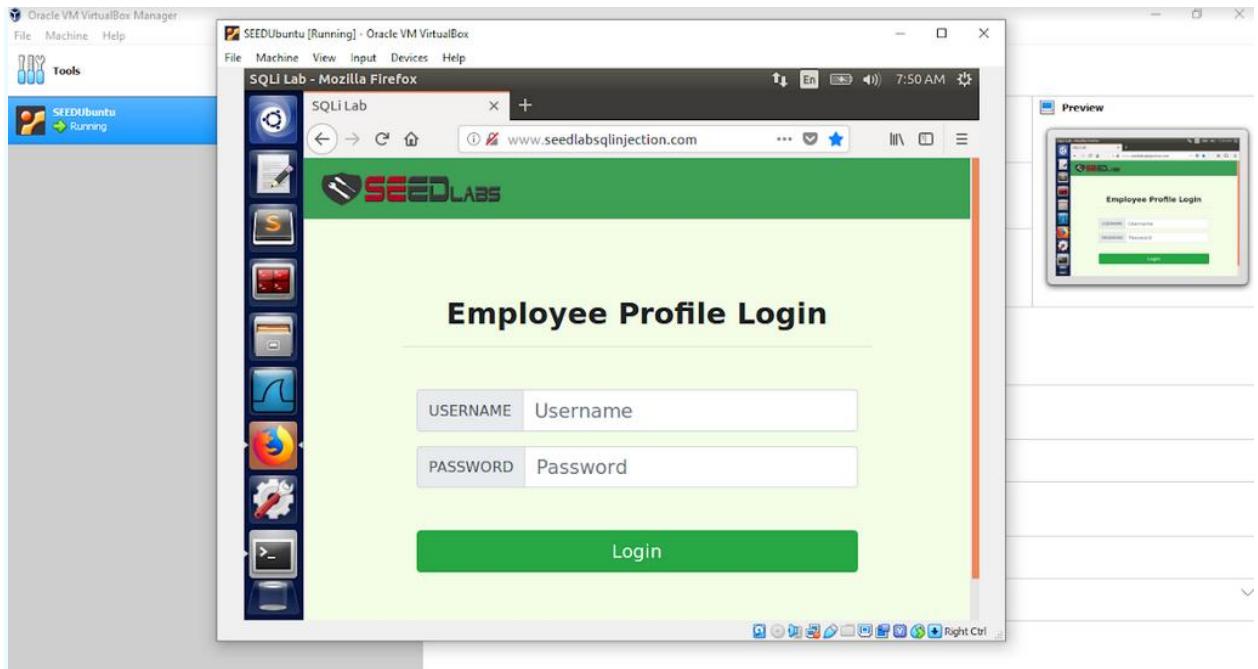 Oracle VM VirtualBox Manager
File Machine Help
Tools
SEEDUbuntu
Running
SEEDUbuntu [Running] - Oracle VM VirtualBox
File Machine View Input Devices Help
SQLi Lab - Mozilla Firefox
En
7:50 AM
SQLi Lab
www.seedlabsqlinjection.com
SEEDLABS
Employee Profile Login
USERNAME Username
PASSWORD Password
Login
Right Ctrl
Preview
Employee Profile Login